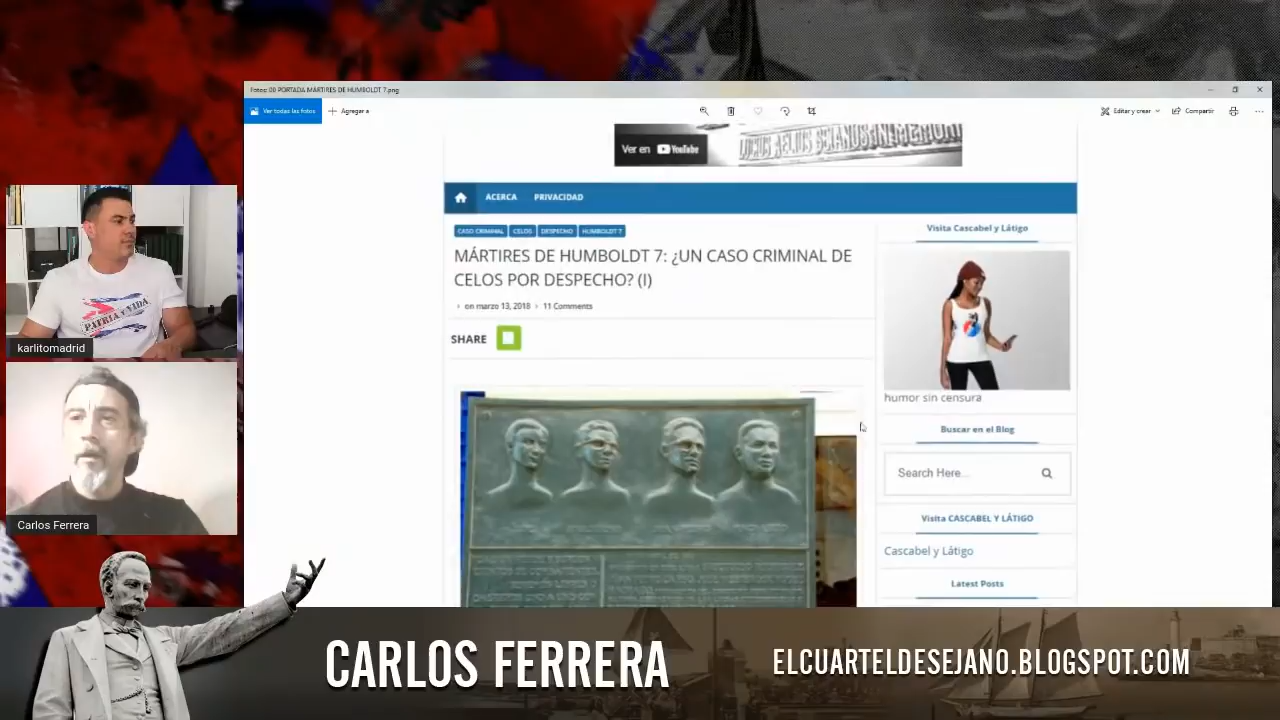 Fotos: 00 PORTADA MÁRTIRES DE HUMBOLDT 7.png
Ver todas las fotos
Agregar a
Editar y crear
Compartir
Ver en YouTube
ACERCA
PRIVACIDAD
CASO CRIMINAL
CELOS
DESPECHO
HUMBOLDT 7
MÁRTIRES DE HUMBOLDT 7: ¿UN CASO CRIMINAL DE
CELOS POR DESPECHO? (I)
on marzo 13, 2018
11 Comments
SHARE
Visita Cascabel y Látigo
humor sin censura
Buscar en el Blog
Search Here...
Visita CASCABEL Y LÁTIGO
Cascabel y Látigo
Latest Posts
PATRIA Y VIDA
karlitomadrid
Carlos Ferrera
CARLOS FERRERA
ELCUARTELDESEJANO.BLOGSPOT.COM